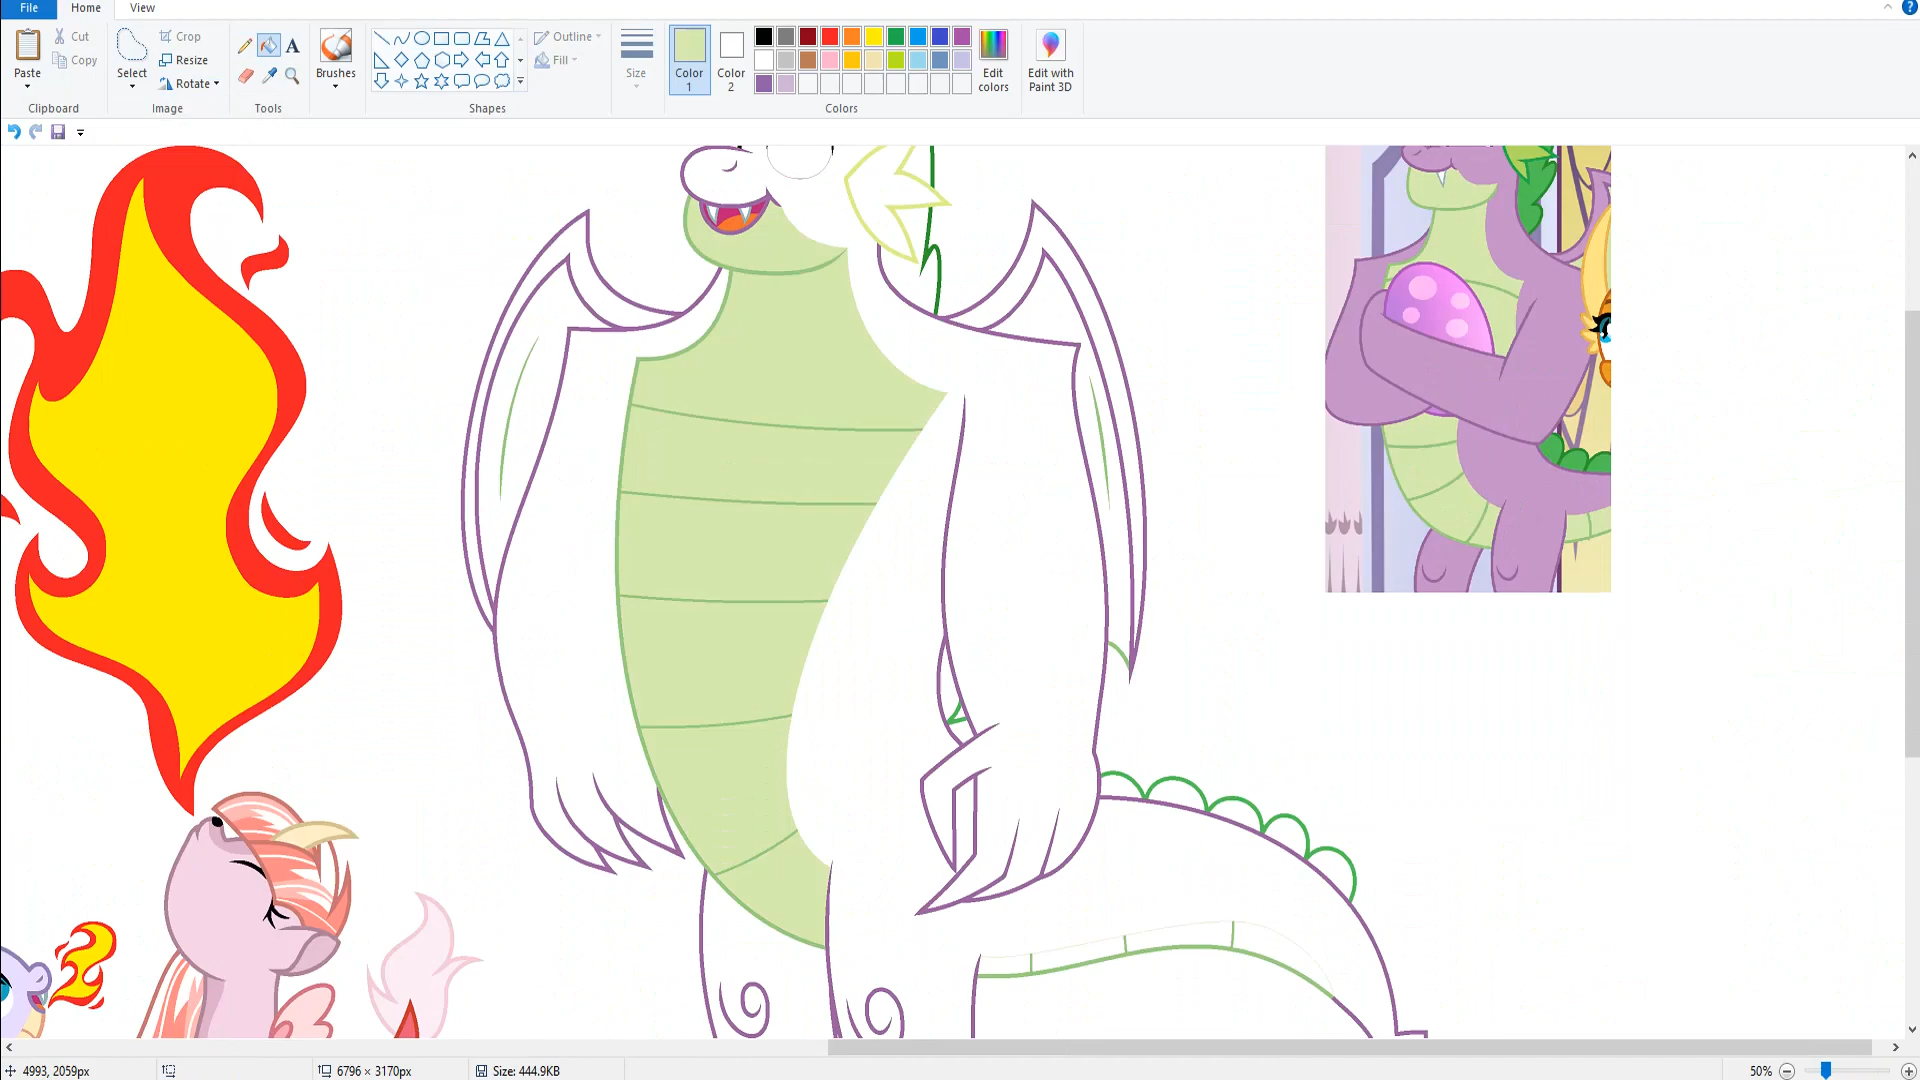 File Home View
Paste
Cut
Copy
Clipboard
Select
Crop
Resize
Rotate
Image
A
Tools
Brushes
Shapes
Outline
Fill
Size
Color
1
Color
2
Colors
Edit
colors
Edit with
Paint 3D
?
4993, 2059px
6796 × 3170px
Size: 444.9KB
50%